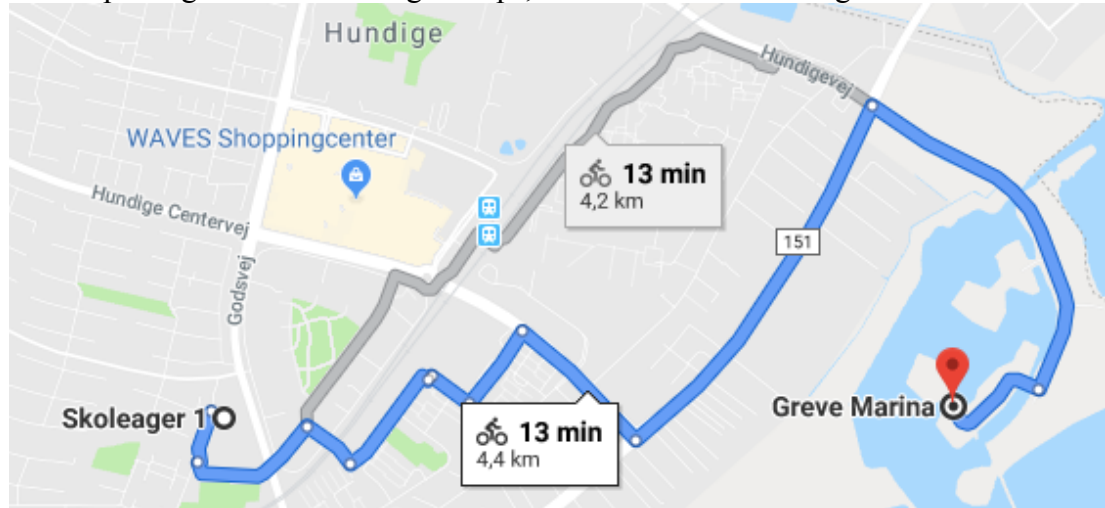 Hundige
Hundigevej
WAVES Shoppingcenter
13 min
4,2 km
Hundige Centervej
151
Godsvej
Skoleager 1
Greve Marina
13 min
4,4 km